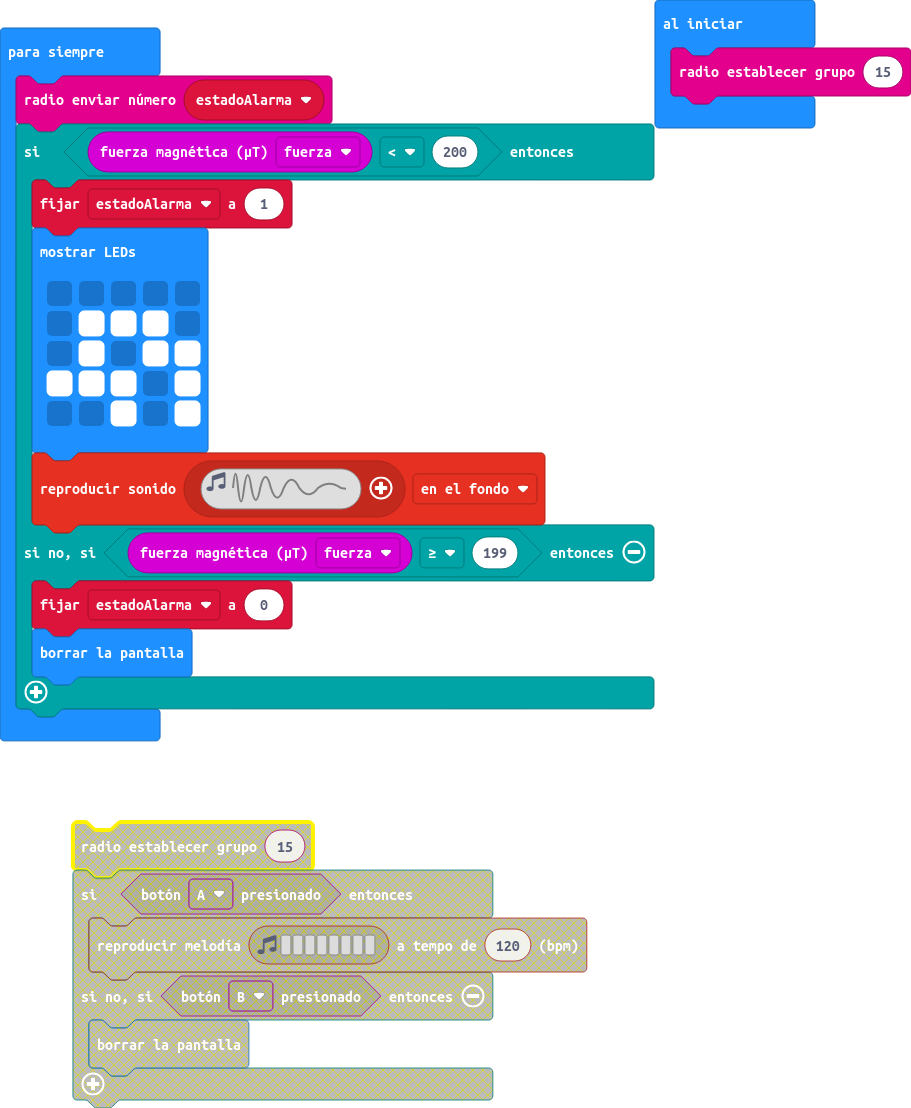 al iniciar
radio establecer grupo 15
para siempre
radio enviar número estadoAlarma
si fuerza magnética (µT) fuerza < 200 entonces
fijar estadoAlarma a 1
mostrar LEDs
reproducir sonido en el fondo
si no, si fuerza magnética (µT) fuerza ≥ 199 entonces
fijar estadoAlarma a 0
borrar la pantalla
radio establecer grupo 15
si botón A presionado entonces
reproducir melodía a tempo de 120 (bpm)
si no, si botón B presionado entonces
borrar la pantalla